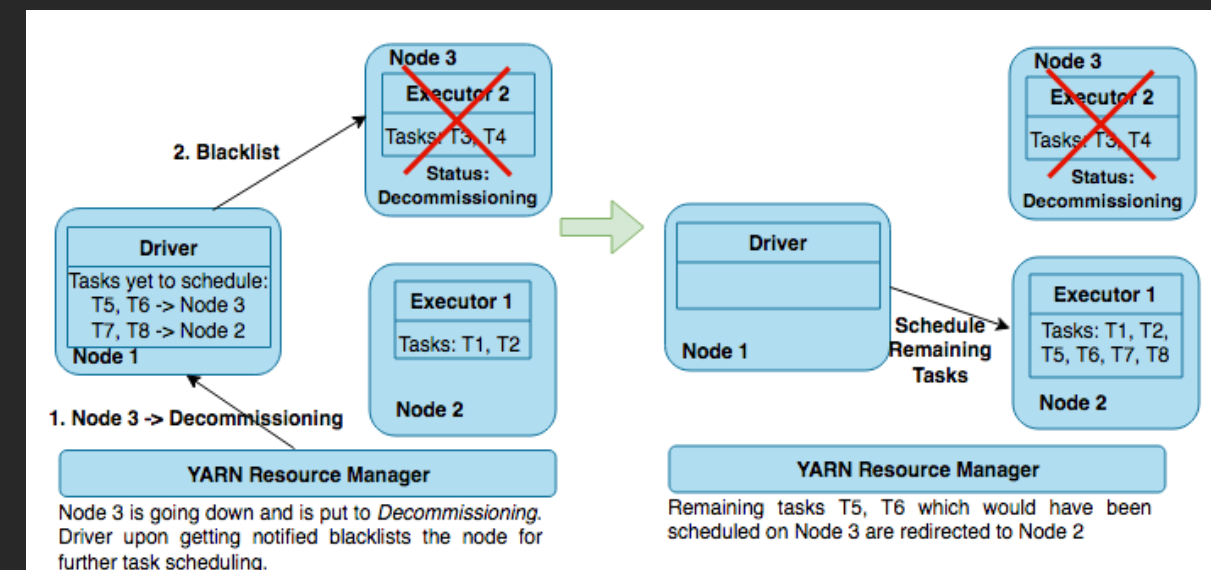 Node 3
Executor 2
Tasks: T3, T4
Status:
Decommissioning
2. Blacklist
Driver
Tasks yet to schedule:
T5, T6 -> Node 3
T7, T8 -> Node 2
Node 1
Executor 1
Tasks: T1, T2
Node 2
1. Node 3 -> Decommissioning
YARN Resource Manager
Node 3 is going down and is put to Decommissioning.
Driver upon getting notified blacklists the node for
further task scheduling.
Node 3
Executor 2
Tasks: T3, T4
Status:
Decommissioning
Driver
Node 1
Schedule
Remaining
Tasks
Executor 1
Tasks: T1, T2,
T5, T6, T7, T8
Node 2
YARN Resource Manager
Remaining tasks T5, T6 which would have been
scheduled on Node 3 are redirected to Node 2